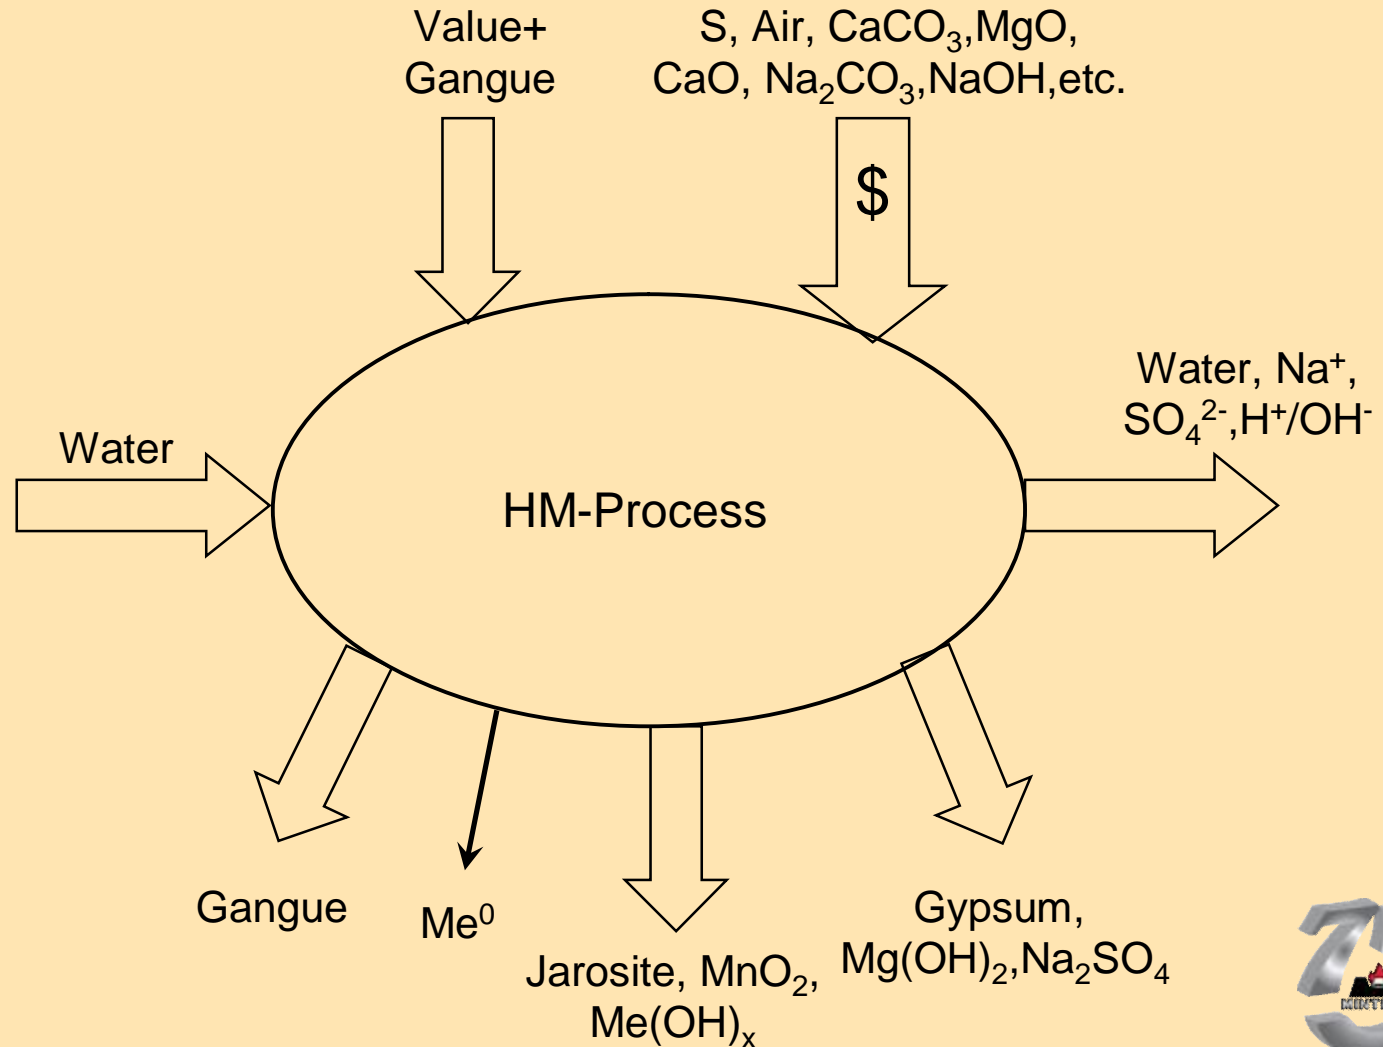 Value+
Gangue
S, Air, CaCO₃,MgO,
CaO, Na₂CO₃,NaOH,etc.
$
Water, Na⁺,
SO₄²⁻,H⁺/OH⁻
Water
HM-Process
Gangue
Me⁰
Jarosite, MnO₂,
Me(OH)ₓ
Gypsum,
Mg(OH)₂,Na₂SO₄